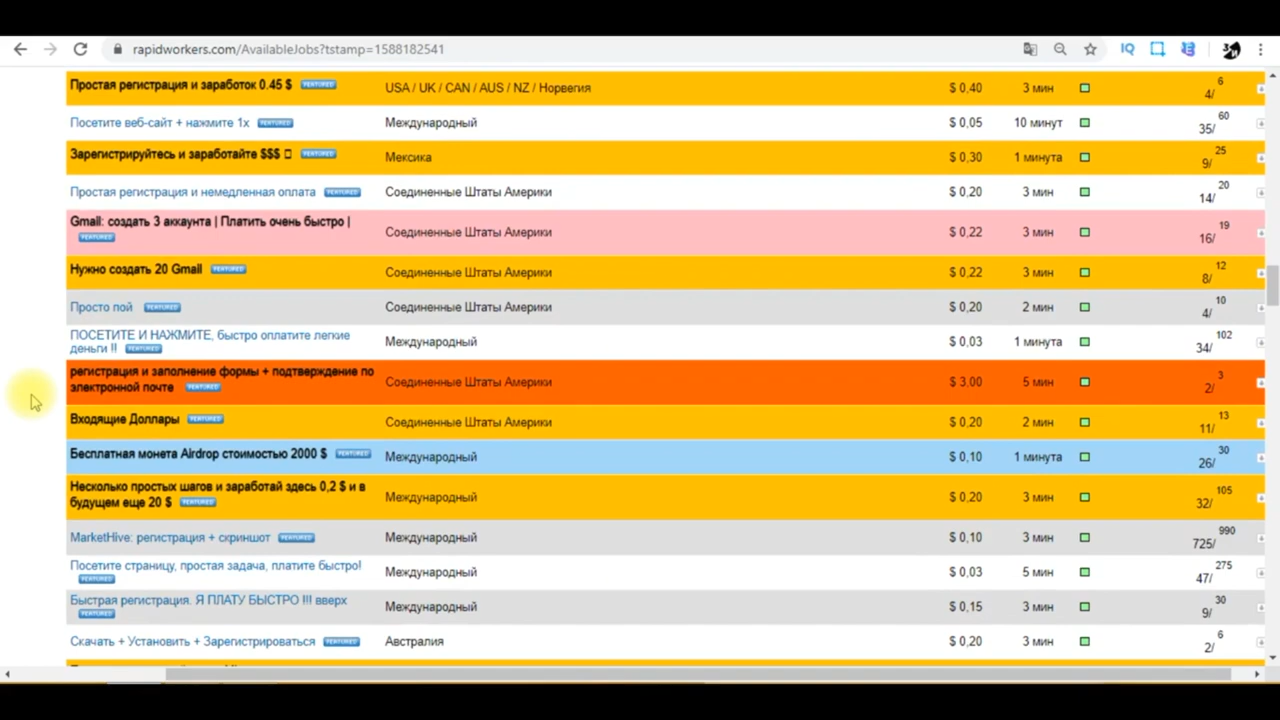 rapidworkers.com/AvailableJobs?tstamp=1588182541
Простая регистрация и заработок 0.45 $ FEATURED USA / UK / CAN / AUS / NZ / Норвегия $ 0,40 3 мин 4/ 6
Посетите веб-сайт + нажмите 1x FEATURED Международный $ 0,05 10 минут 35/ 60
Зарегистрируйтесь и заработайте $$$ FEATURED Мексика $ 0,30 1 минута 9/ 25
Простая регистрация и немедленная оплата FEATURED Соединенные Штаты Америки $ 0,20 3 мин 14/ 20
Gmail: создать 3 аккаунта | Платить очень быстро |
FEATURED Соединенные Штаты Америки $ 0,22 3 мин 16/ 19
Нужно создать 20 Gmail FEATURED Соединенные Штаты Америки $ 0,22 3 мин 8/ 12
Просто пой FEATURED Соединенные Штаты Америки $ 0,20 2 мин 4/ 10
ПОСЕТИТЕ И НАЖМИТЕ, быстро оплатите легкие
деньги !! FEATURED Международный $ 0,03 1 минута 34/ 102
регистрация и заполнение формы + подтверждение по
электронной почте FEATURED Соединенные Штаты Америки $ 3,00 5 мин 2/ 3
Входящие Доллары FEATURED Соединенные Штаты Америки $ 0,20 2 мин 11/ 13
Бесплатная монета Airdrop стоимостью 2000 $ FEATURED Международный $ 0,10 1 минута 26/ 30
Несколько простых шагов и заработай здесь 0,2 $ и в
будущем еще 20 $ FEATURED Международный $ 0,20 3 мин 32/ 105
MarketHive: регистрация + скриншот FEATURED Международный $ 0,10 3 мин 725/ 990
Посетите страницу, простая задача, платите быстро!
FEATURED Международный $ 0,03 5 мин 47/ 275
Быстрая регистрация. Я ПЛАТУ БЫСТРО !!! вверх
FEATURED Международный $ 0,15 3 мин 9/ 30
Скачать + Установить + Зарегистрироваться FEATURED Австралия $ 0,20 3 мин 2/ 6